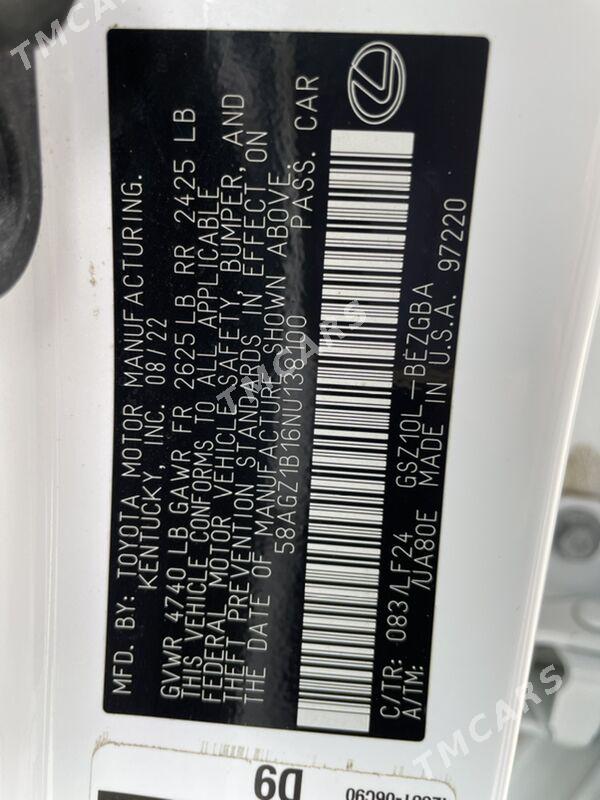 MFD. BY: TOYOTA MOTOR MANUFACTURING.
KENTUCKY, INC. 08/22
GVWR 4740 LB GAWR FR 2625 LB RR 2425 LB
THIS VEHICLE CONFORMS TO ALL APPLICABLE
FEDERAL MOTOR VEHICLE SAFETY, BUMPER, AND
THEFT PREVENTION STANDARDS IN EFFECT ON
THE DATE OF MANUFACTURE SHOWN ABOVE.
58AGZ1B16NU138100 PASS. CAR
C/TR: 0831LF24 GSZ10L-BEZGBA
A/TM: /UA80E MADE IN U.S.A. 97220
D9
TMCARS
TMCARS
TMCARS
TMCARS